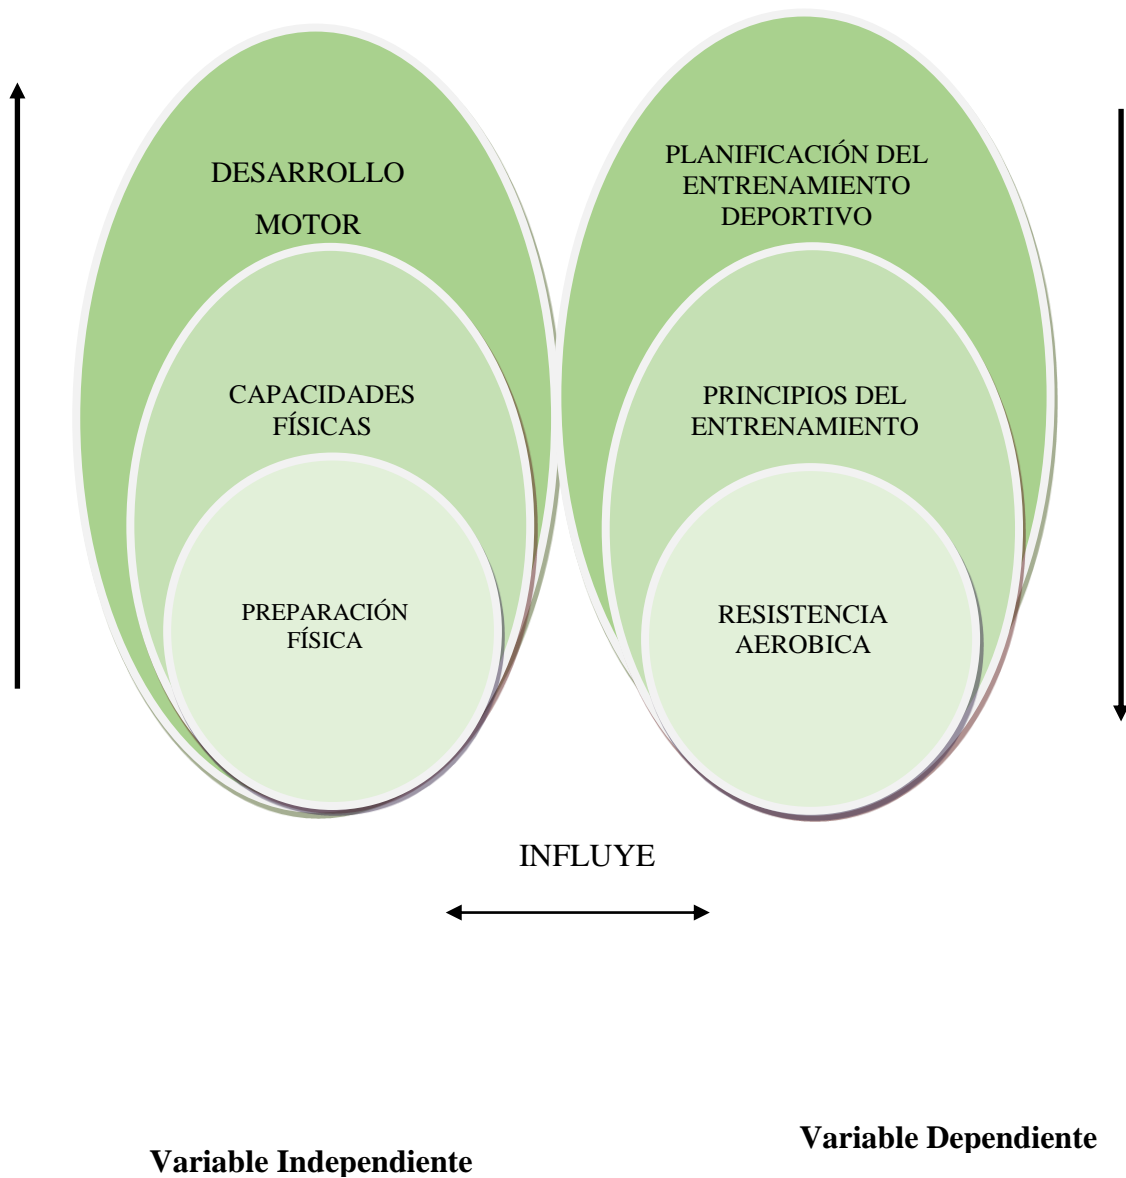 DESARROLLO
MOTOR
CAPACIDADES
FÍSICAS
PREPARACIÓN
FÍSICA
PLANIFICACIÓN DEL
ENTRENAMIENTO
DEPORTIVO
PRINCIPIOS DEL
ENTRENAMIENTO
RESISTENCIA
AEROBICA
INFLUYE
Variable Independiente
Variable Dependiente